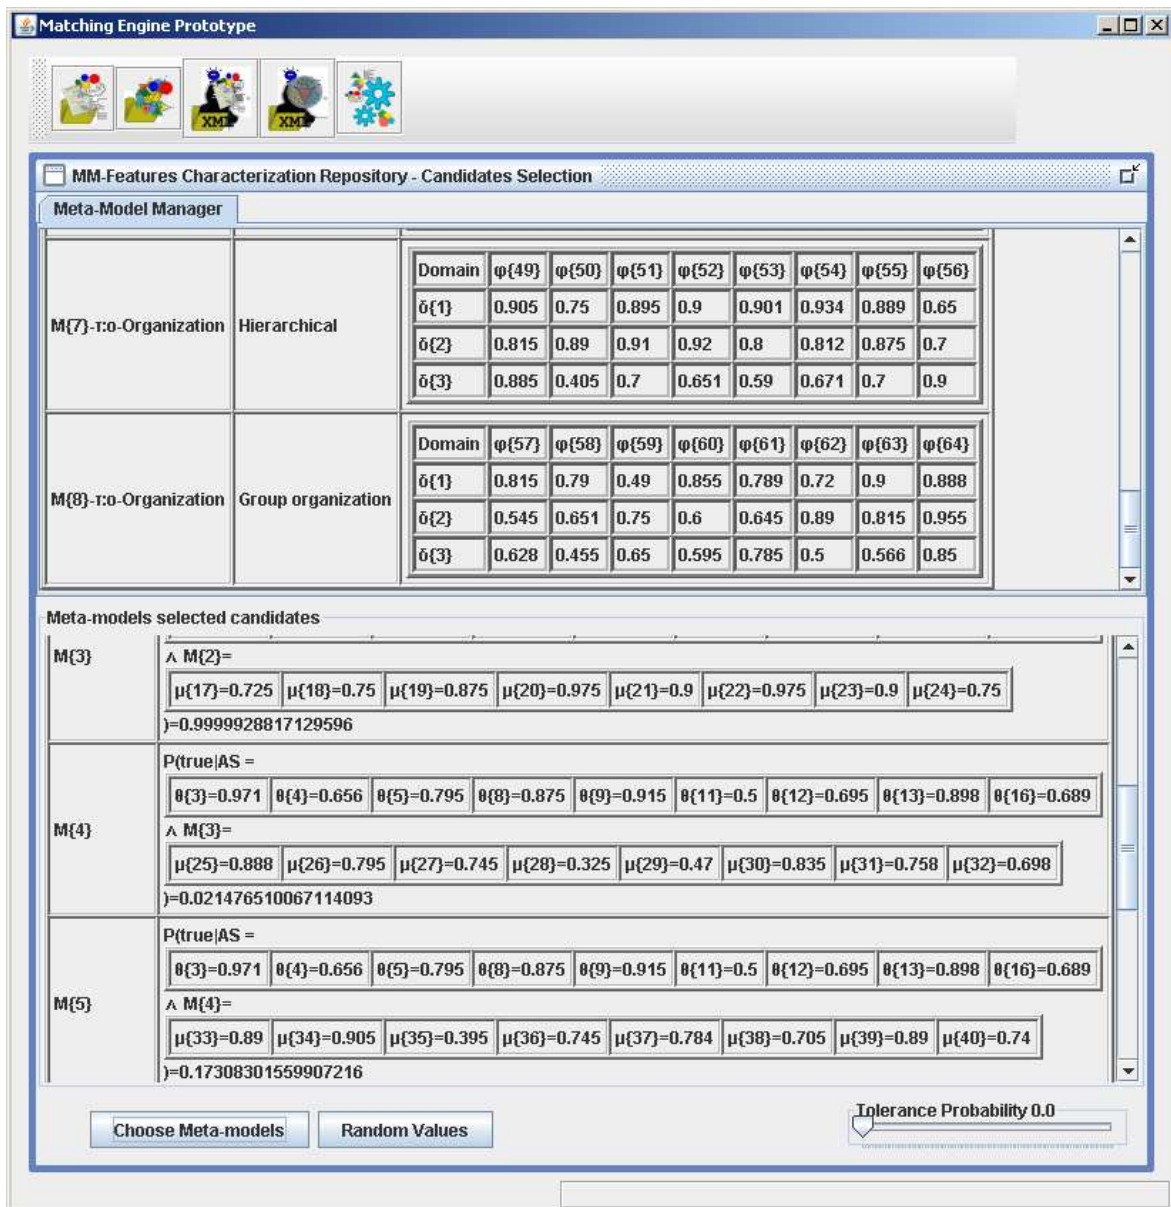 Matching Engine Prototype
XML XML
MM-Features Characterization Repository - Candidates Selection
Meta-Model Manager
Domain φ{49} φ{50} φ{51} φ{52} φ{53} φ{54} φ{55} φ{56}
δ{1} 0.905 0.75 0.895 0.9 0.901 0.934 0.889 0.65
M{7}-τ:o-Organization Hierarchical
δ{2} 0.815 0.89 0.91 0.92 0.8 0.812 0.875 0.7
δ{3} 0.885 0.405 0.7 0.651 0.59 0.671 0.7 0.9
Domain φ{57} φ{58} φ{59} φ{60} φ{61} φ{62} φ{63} φ{64}
δ{1} 0.815 0.79 0.49 0.855 0.789 0.72 0.9 0.888
M{8}-τ:o-Organization Group organization
δ{2} 0.545 0.651 0.75 0.6 0.645 0.89 0.815 0.955
δ{3} 0.628 0.455 0.65 0.595 0.785 0.5 0.566 0.85
Meta-models selected candidates
M{3} ∧ M{2}=
μ{17}=0.725 μ{18}=0.75 μ{19}=0.875 μ{20}=0.975 μ{21}=0.9 μ{22}=0.975 μ{23}=0.9 μ{24}=0.75
)=0.9999928817129596
P(true|AS =
θ{3}=0.971 θ{4}=0.656 θ{5}=0.795 θ{8}=0.875 θ{9}=0.915 θ{11}=0.5 θ{12}=0.695 θ{13}=0.898 θ{16}=0.689
M{4} ∧ M{3}=
μ{25}=0.888 μ{26}=0.795 μ{27}=0.745 μ{28}=0.325 μ{29}=0.47 μ{30}=0.835 μ{31}=0.758 μ{32}=0.698
)=0.021476510067114093
P(true|AS =
θ{3}=0.971 θ{4}=0.656 θ{5}=0.795 θ{8}=0.875 θ{9}=0.915 θ{11}=0.5 θ{12}=0.695 θ{13}=0.898 θ{16}=0.689
M{5} ∧ M{4}=
μ{33}=0.89 μ{34}=0.905 μ{35}=0.395 μ{36}=0.745 μ{37}=0.784 μ{38}=0.705 μ{39}=0.89 μ{40}=0.74
)=0.17308301559907216
Tolerance Probability 0.0
Choose Meta-models Random Values